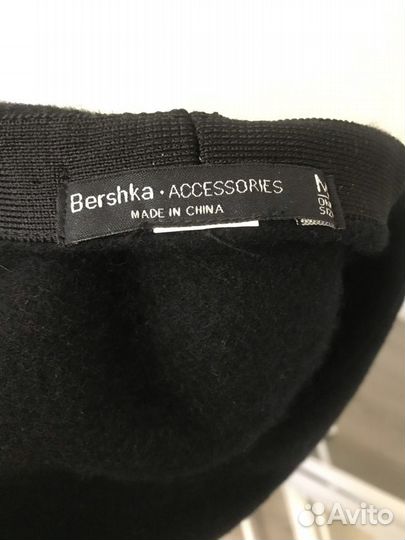 Bershka · ACCESSORIES
MADE IN CHINA
M
Avito